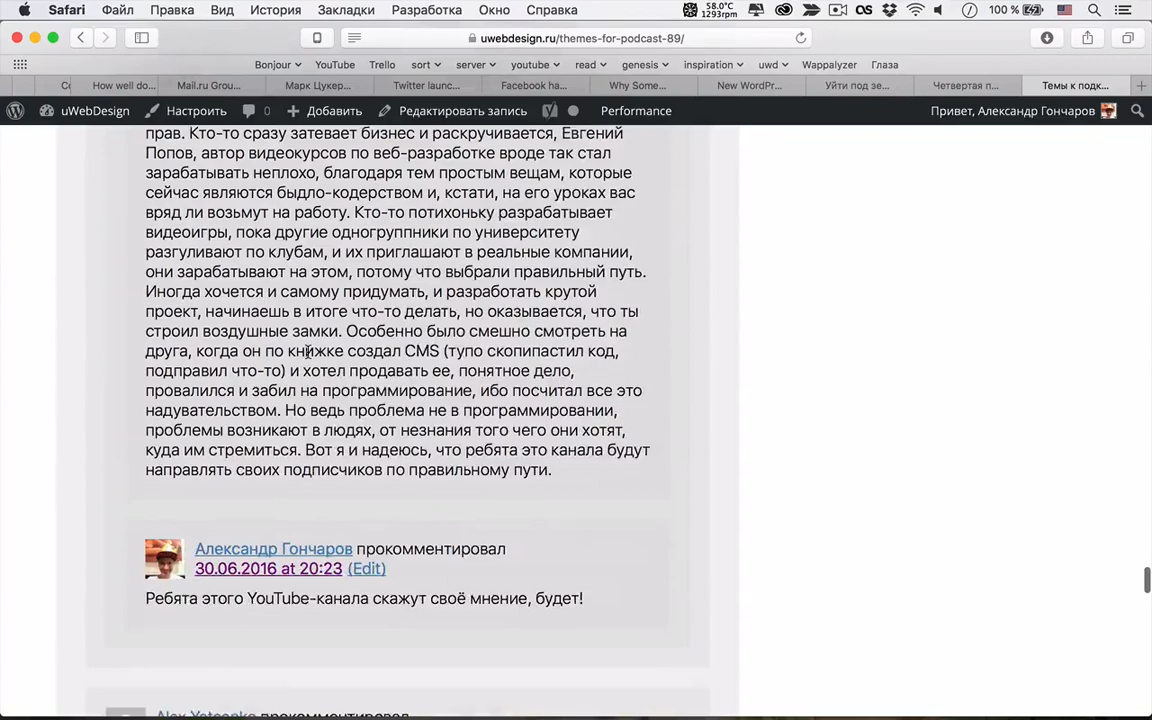 Safari Файл Правка Вид История Закладки Разработка Окно Справка 58.0°C 1293rpm 100 %
uwebdesign.ru/themes-for-podcast-89/
Bonjour YouTube Trello sort server youtube read genesis inspiration uwd Wappalyzer Глаза
How well do... Mail.ru Grou... Марк Цукер... Twitter launc... Facebook ha... Why Some... New WordPr... Уйти под зе... Четвертая п... Темы к подк...
uWebDesign Настроить 0 Добавить Редактировать запись Performance Привет, Александр Гончаров
прав. Кто-то сразу затевает бизнес и раскручивается, Евгений
Попов, автор видеокурсов по веб-разработке вроде так стал
зарабатывать неплохо, благодаря тем простым вещам, которые
сейчас являются быдло-кодерством и, кстати, на его уроках вас
вряд ли возьмут на работу. Кто-то потихоньку разрабатывает
видеоигры, пока другие одногруппники по университету
разгуливают по клубам, и их приглашают в реальные компании,
они зарабатывают на этом, потому что выбрали правильный путь.
Иногда хочется и самому придумать, и разработать крутой
проект, начинаешь в итоге что-то делать, но оказывается, что ты
строил воздушные замки. Особенно было смешно смотреть на
друга, когда он по книжке создал CMS (тупо скопипастил код,
подправил что-то) и хотел продавать ее, понятное дело,
провалился и забил на программирование, ибо посчитал все это
надувательством. Но ведь проблема не в программировании,
проблемы возникают в людях, от незнания того чего они хотят,
куда им стремиться. Вот я и надеюсь, что ребята это канала будут
направлять своих подписчиков по правильному пути.
Александр Гончаров прокомментировал
30.06.2016 at 20:23 (Edit)
Ребята этого YouTube-канала скажут своё мнение, будет!
прокомментировал